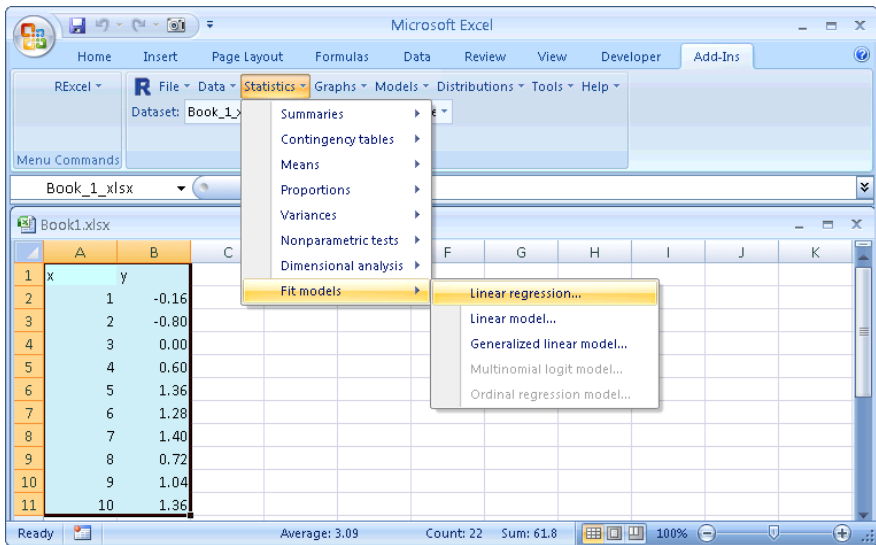 Microsoft Excel
Home Insert Page Layout Formulas Data Review View Developer Add-Ins
RExcel R File Data Statistics Graphs Models Distributions Tools Help
Dataset: Book_1_x
Menu Commands
Summaries
Contingency tables
Means
Proportions
Variances
Nonparametric tests
Dimensional analysis
Fit models
Linear regression...
Linear model...
Generalized linear model...
Multinomial logit model...
Ordinal regression model...
Book_1_xlsx
Book1.xlsx
A B C F G H I J K
1 x y
2 1 -0.16
3 2 -0.80
4 3 0.00
5 4 0.60
6 5 1.36
7 6 1.28
8 7 1.40
9 8 0.72
10 9 1.04
11 10 1.36
Ready Average: 3.09 Count: 22 Sum: 61.8 100%